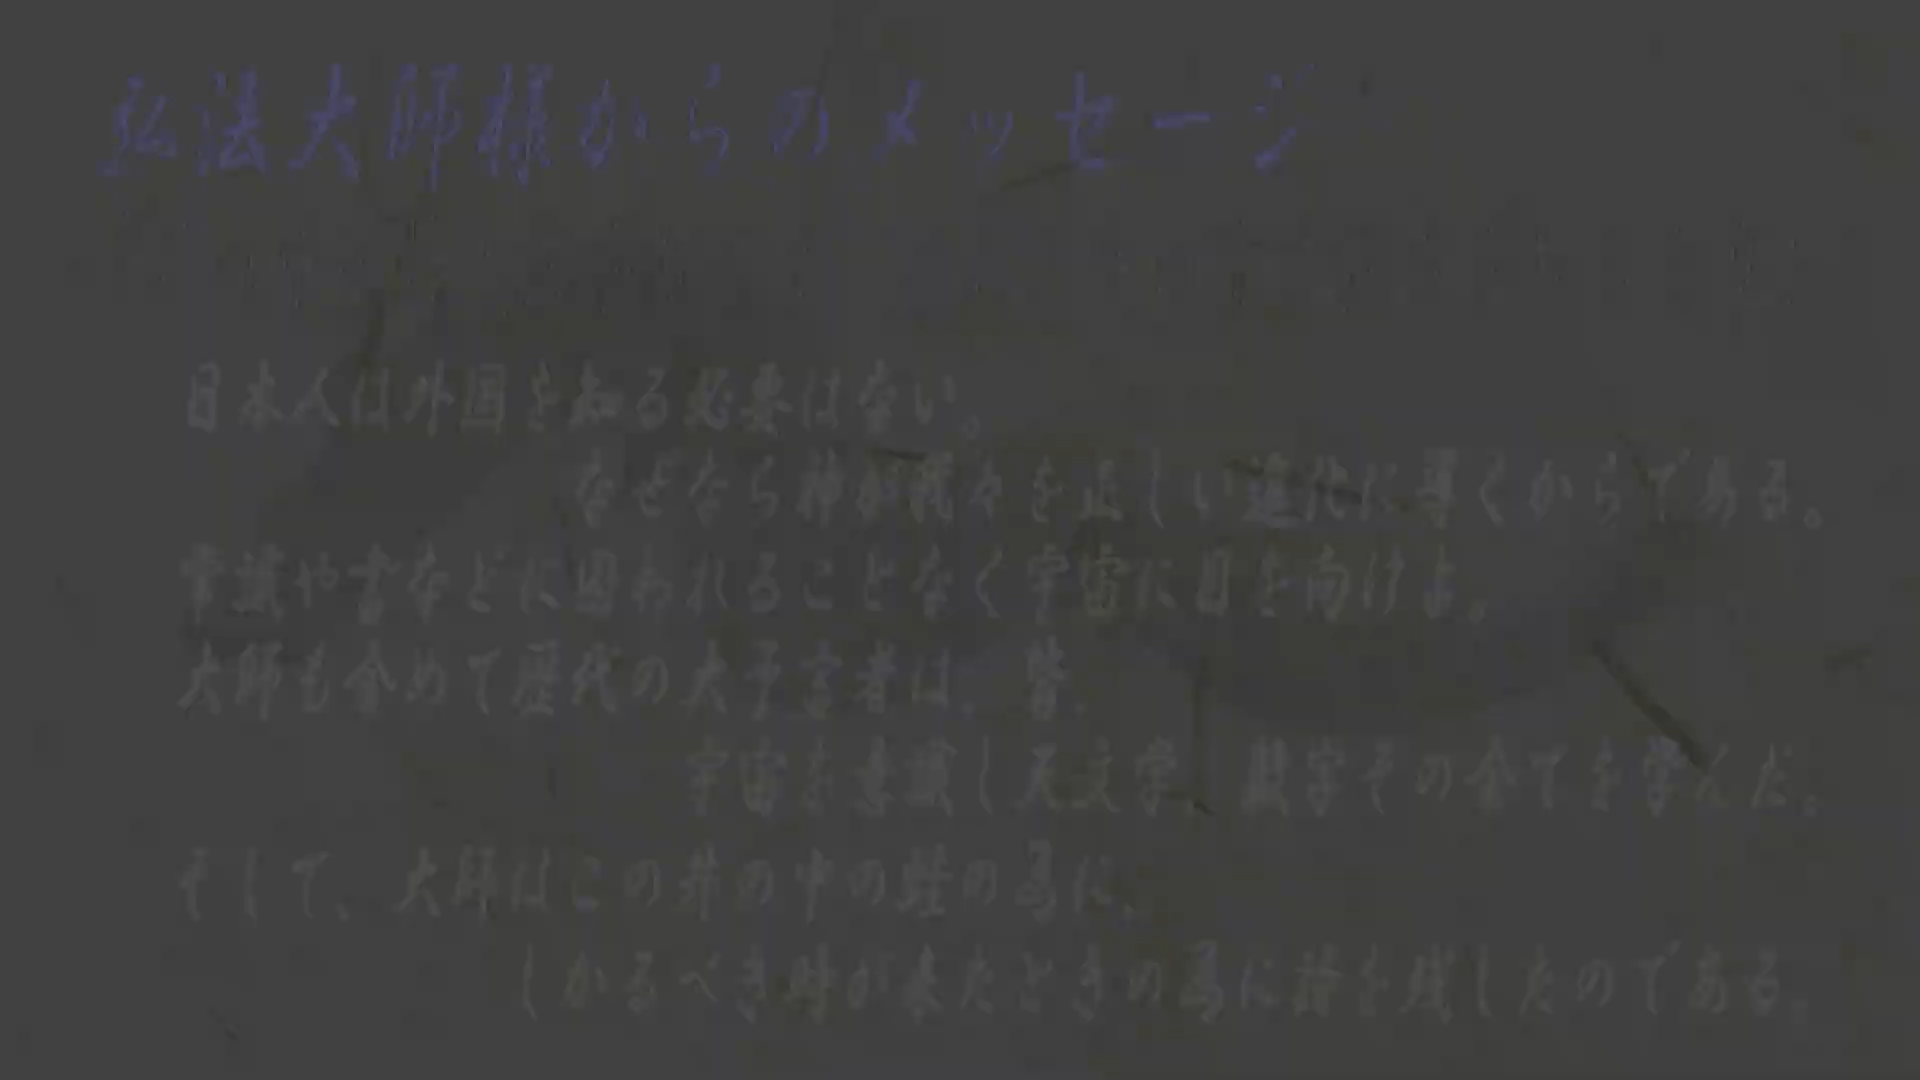 弘法大師様からのメッセージ
日本人は外国を知る必要はない。
なぜなら神が我々を正しい進化に導くからである。
常識や書などに囚われることなく宇宙に目を向けよ。
大師も含めて歴代の大予言者は、皆、
宇宙を意識し天文学、数字その全てを学んだ。
そして、大師はこの井の中の蛙の為に、
しかるべき時が来たときの為に詩を残したのである。